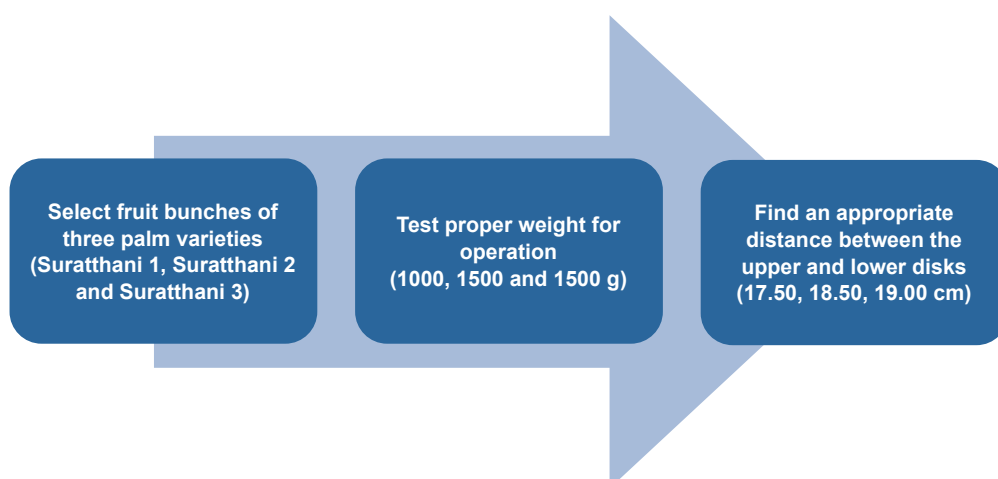 Select fruit bunches of
three palm varieties
(Suratthani 1, Suratthani 2
and Suratthani 3)
Test proper weight for
operation
(1000, 1500 and 1500 g)
Find an appropriate
distance between the
upper and lower disks
(17.50, 18.50, 19.00 cm)